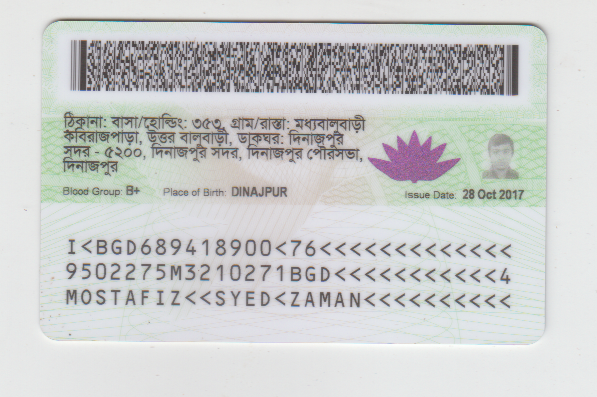 ঠিকানা: বাসা/হোল্ডিং: ৩৫৩, গ্রাম/রাস্তা: মধ্যবালুবাড়ী
কবিরাজপাড়া, উত্তর বালুবাড়ী, ডাকঘর: দিনাজপুর
সদর - ৫২০০, দিনাজপুর সদর, দিনাজপুর পৌরসভা,
দিনাজপুর
Blood Group: B+ Place of Birth: DINAJPUR Issue Date: 28 Oct 2017
I<BGD689418900<76<<<<<<<<<<<<<
9502275M3210271BGD<<<<<<<<<<<4
MOSTAFIZ<<SYED<ZAMAN<<<<<<<<<<